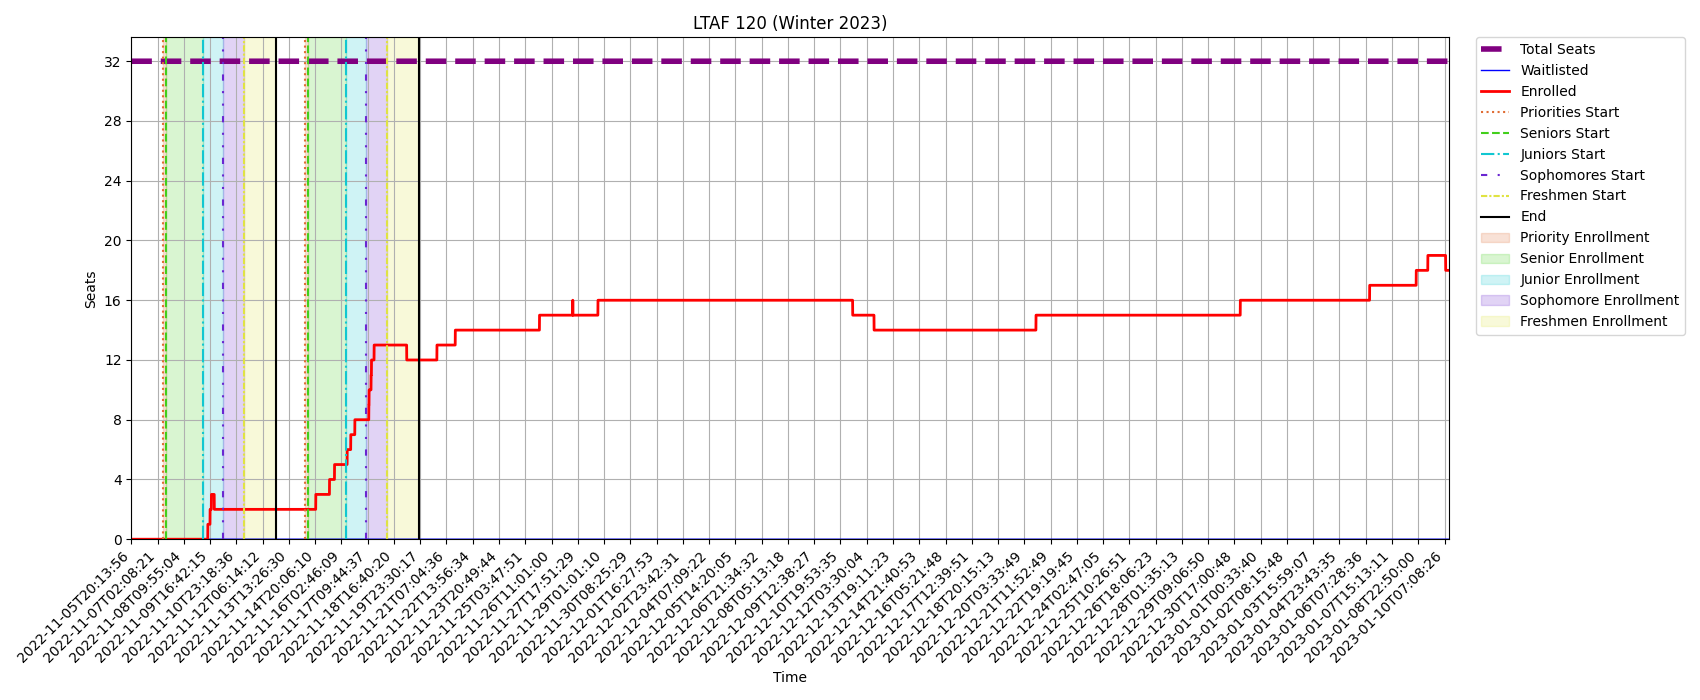 LTAF 120 (Winter 2023)
Seats
32
28
24
20
16
12
8
4
0
2022-11-05T20:13:56
2022-11-07T02:08:21
2022-11-08T09:55:04
2022-11-09T16:42:15
2022-11-10T23:18:36
2022-11-12T06:14:12
2022-11-13T13:26:30
2022-11-14T20:06:10
2022-11-16T02:46:09
2022-11-17T09:44:37
2022-11-18T16:40:20
2022-11-19T23:30:17
2022-11-21T07:04:36
2022-11-22T13:56:34
2022-11-23T20:49:44
2022-11-25T03:47:51
2022-11-26T11:01:00
2022-11-27T17:51:29
2022-11-29T01:01:10
2022-11-30T08:25:29
2022-12-01T16:27:53
2022-12-02T23:42:31
2022-12-04T07:09:22
2022-12-05T14:20:05
2022-12-06T21:34:32
2022-12-08T05:13:18
2022-12-09T12:38:27
2022-12-10T19:53:35
2022-12-12T03:30:04
2022-12-13T19:11:23
2022-12-14T21:40:53
2022-12-16T05:21:48
2022-12-17T12:39:51
2022-12-18T20:15:13
2022-12-20T03:33:49
2022-12-21T11:52:49
2022-12-22T19:19:45
2022-12-24T02:47:05
2022-12-25T10:26:51
2022-12-26T18:06:23
2022-12-28T01:35:13
2022-12-29T09:06:50
2022-12-30T17:00:48
2023-01-01T00:33:40
2023-01-02T08:15:48
2023-01-03T15:59:07
2023-01-04T23:43:35
2023-01-06T07:28:36
2023-01-07T15:13:11
2023-01-08T22:50:00
2023-01-10T07:08:26
Time
Total Seats
Waitlisted
Enrolled
Priorities Start
Seniors Start
Juniors Start
Sophomores Start
Freshmen Start
End
Priority Enrollment
Senior Enrollment
Junior Enrollment
Sophomore Enrollment
Freshmen Enrollment